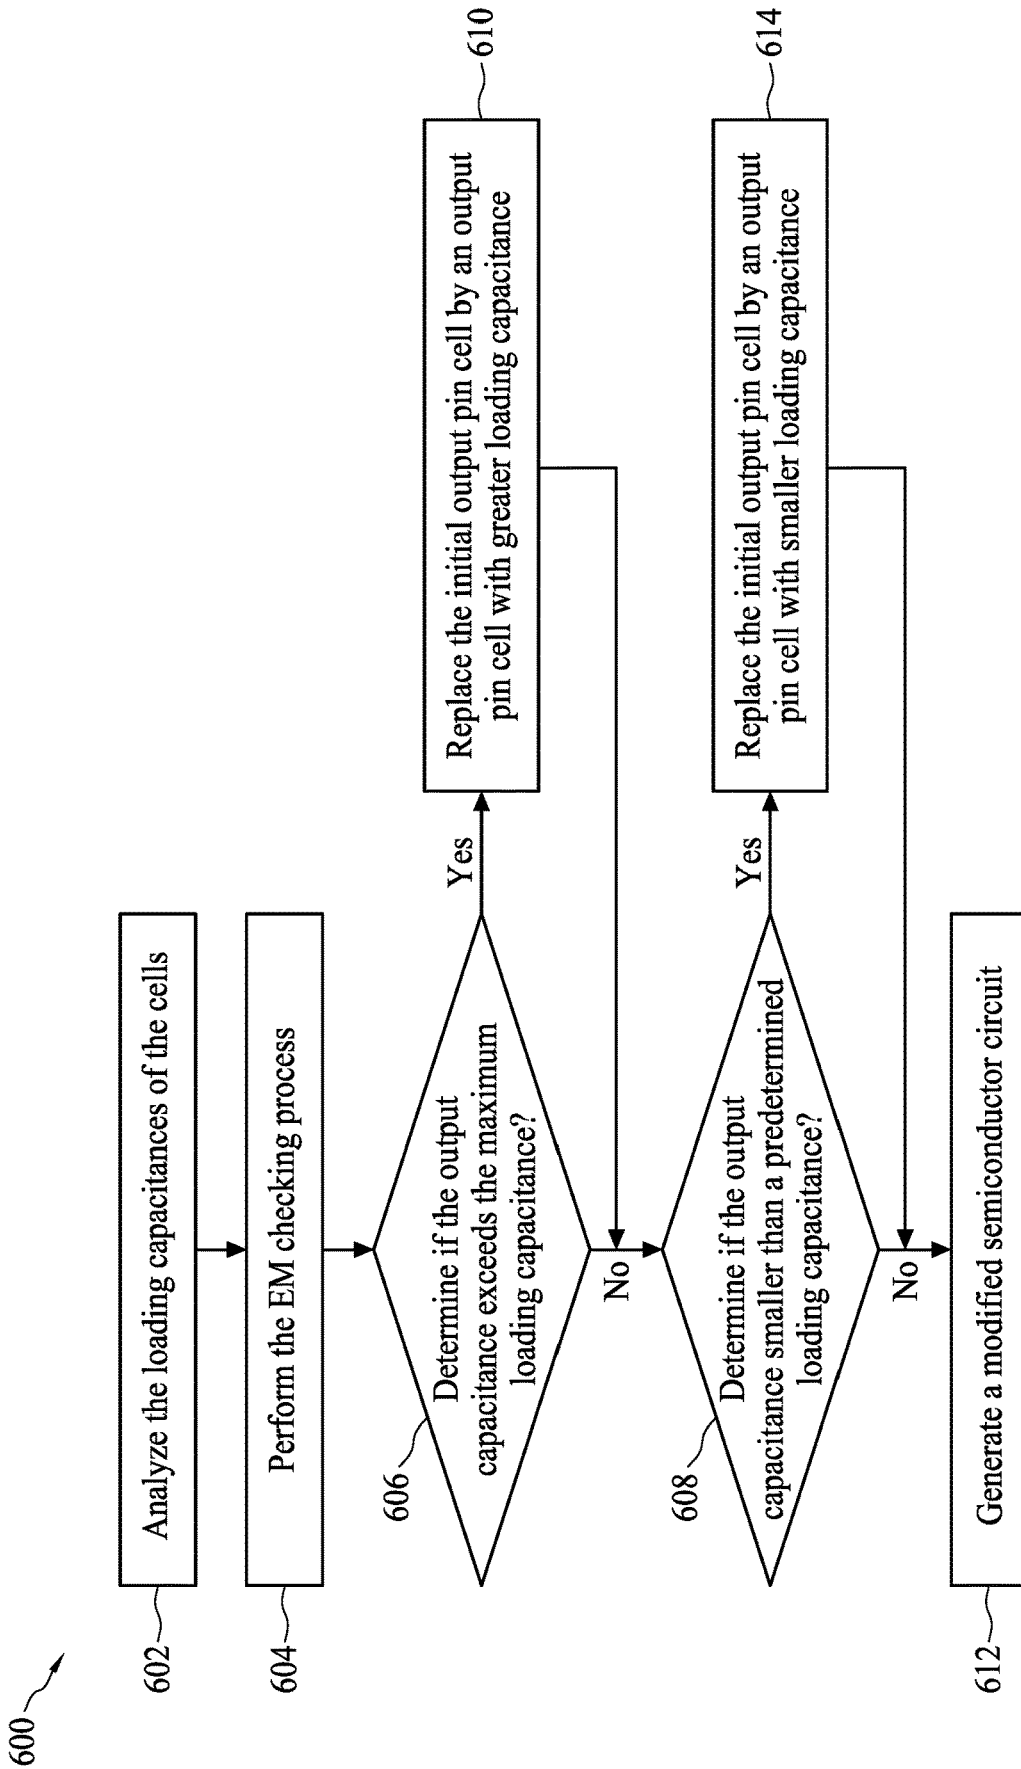 600
602
Analyze the loading capacitances of the cells
604
Perform the EM checking process
606
Determine if the output
capacitance exceeds the maximum
loading capacitance?
Yes
Replace the initial output pin cell by an output
pin cell with greater loading capacitance
610
No
608
Determine if the output
capacitance smaller than a predetermined
loading capacitance?
Yes
Replace the initial output pin cell by an output
pin cell with smaller loading capacitance
614
No
612
Generate a modified semiconductor circuit